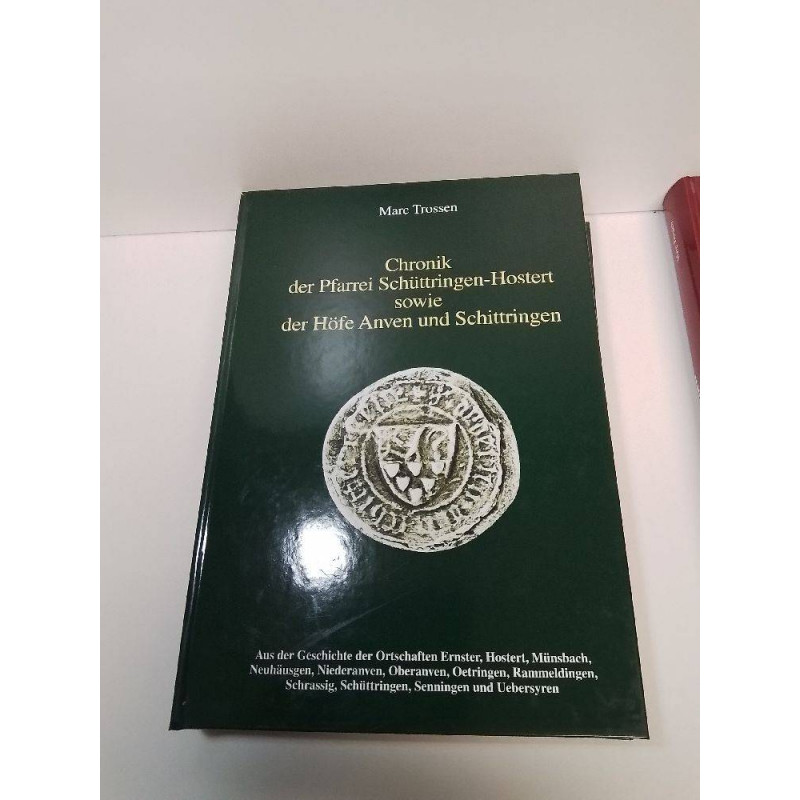 Marc Trossen
Chronik
der Pfarrei Schüttringen-Hostert
sowie
der Höfe Anven und Schittringen
Aus der Geschichte der Ortschaften Ernster, Hostert, Münsbach,
Neuhäusgen, Niederanven, Oberanven, Oetringen, Rammeldingen,
Schrassig, Schüttringen, Senningen und Uebersyren